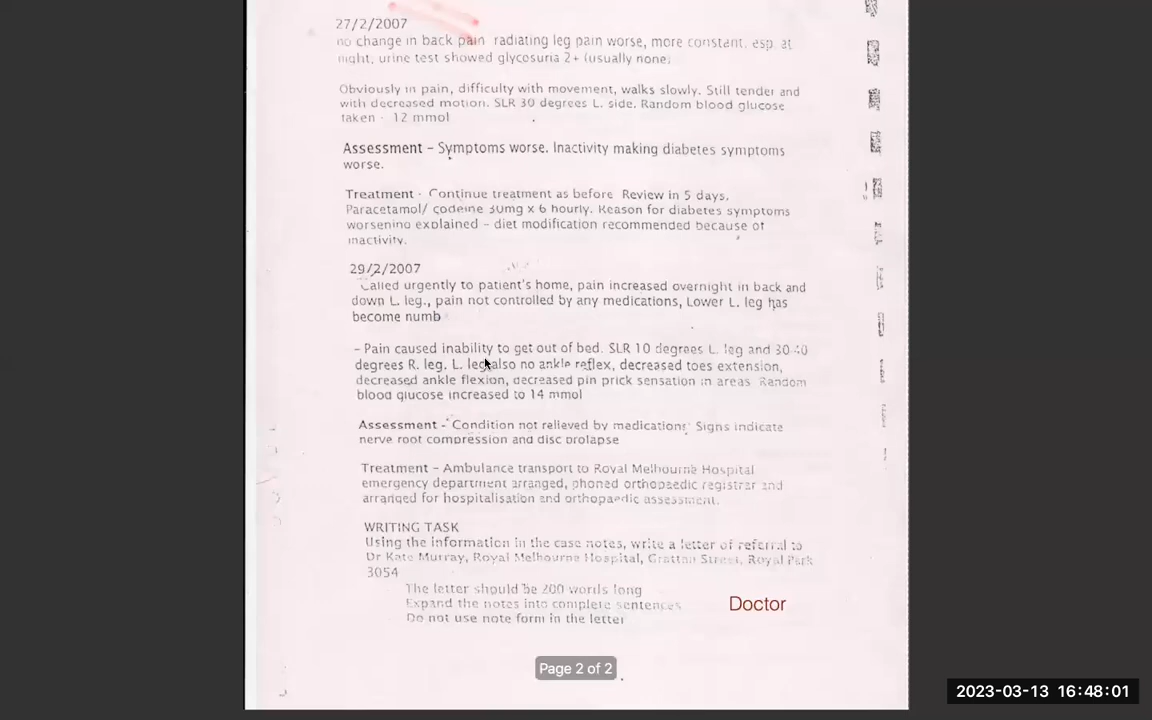 27/2/2007
no change in back pain radiating leg pain worse, more constant. esp at
night, urine test showed glycosuria 2+ (usually none)
Obviously in pain, difficulty with movement, walks slowly. Still tender and
with decreased motion. SLR 30 degrees L. side. Random blood glucose
taken - 12 mmol
Assessment – Symptoms worse. Inactivity making diabetes symptoms
worse.
Treatment - Continue treatment as before Review in 5 days.
Paracetamol/ codeine 30mg x 6 hourly. Reason for diabetes symptoms
worsening explained – diet modification recommended because of
inactivity.
29/2/2007
Called urgently to patient's home, pain increased overnight in back and
down L. leg., pain not controlled by any medications, Lower L. leg has
become numb
– Pain caused inability to get out of bed. SLR 10 degrees L. leg and 30-40
degrees R. leg. L. leg also no ankle reflex, decreased toes extension,
decreased ankle flexion, decreased pin prick sensation in areas Random
blood glucose increased to 14 mmol
Assessment - Condition not relieved by medications Signs indicate
nerve root compression and disc prolapse
Treatment – Ambulance transport to Royal Melbourne Hospital
emergency department arranged, phoned orthopaedic registrar and
arranged for hospitalisation and orthopaedic assessment.
WRITING TASK
Using the information in the case notes, write a letter of referral to
Dr Kate Murray, Royal Melbourne Hospital, Grattan Street, Royal Park
3054
The letter should be 200 words long
Expand the notes into complete sentences
Do not use note form in the letter
Doctor
Page 2 of 2
2023-03-13 16:48:01